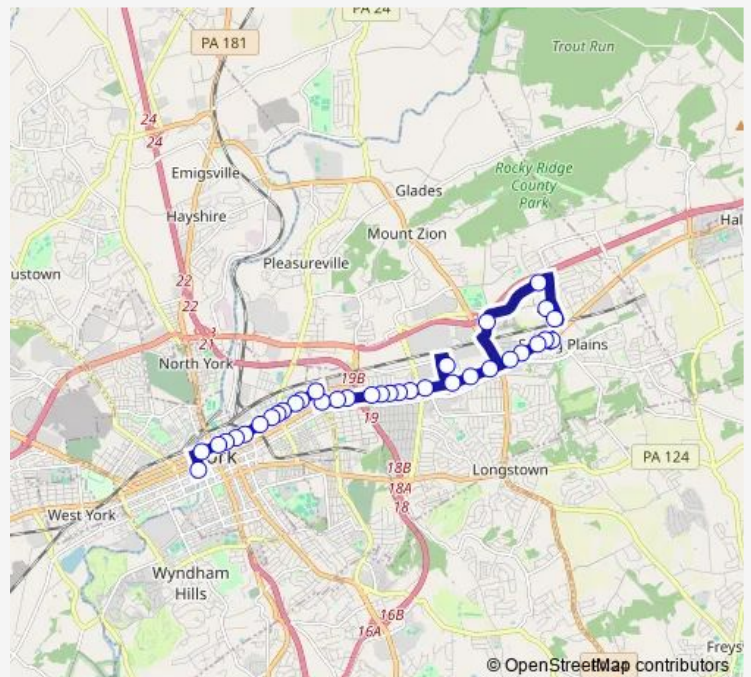 PA 24
PA 181
Trout Run
24
24
Emigsville
Rocky Ridge
County
Park
Glades
Hayshire
Hal
Mount Zion
ustown
Pleasureville
22
22
21
Plains
North York
19B
19
PA 124
18B
Longstown
18A
18
West York
Wyndham
Hills
16B
16A
Freys
© OpenStreetMap contributors